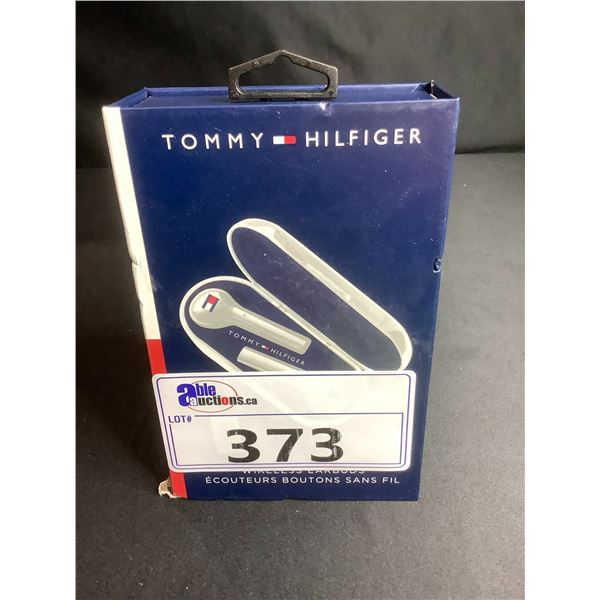 TOMMY HILFIGER
TOMMY HILFIGER
able
auctions.ca
LOT#
373
WIRELESS EARBUDS
ÉCOUTEURS BOUTONS SANS FIL